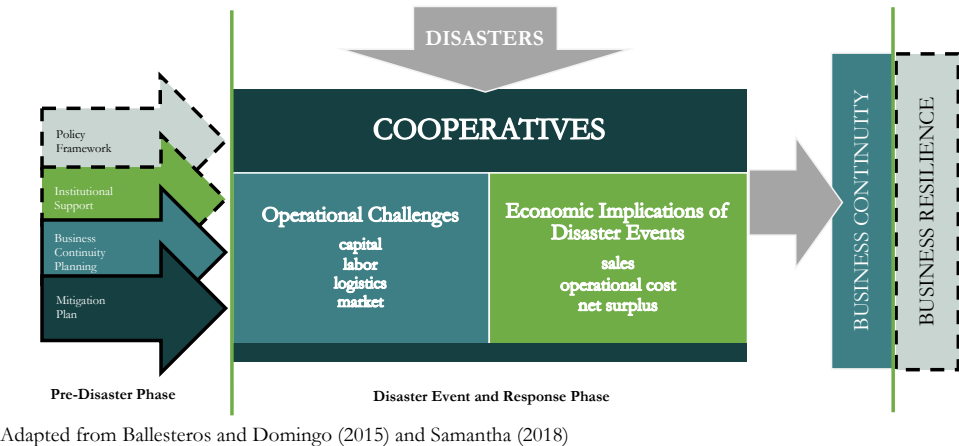 DISASTERS
Policy
Framework
Institutional
Support
Business
Continuity
Planning
Mitigation
Plan
COOPERATIVES
Operational Challenges
capital
labor
logistics
market
Economic Implications of
Disaster Events
sales
operational cost
net surplus
BUSINESS CONTINUITY
BUSINESS RESILIENCE
Pre-Disaster Phase
Disaster Event and Response Phase
Adapted from Ballesteros and Domingo (2015) and Samantha (2018)